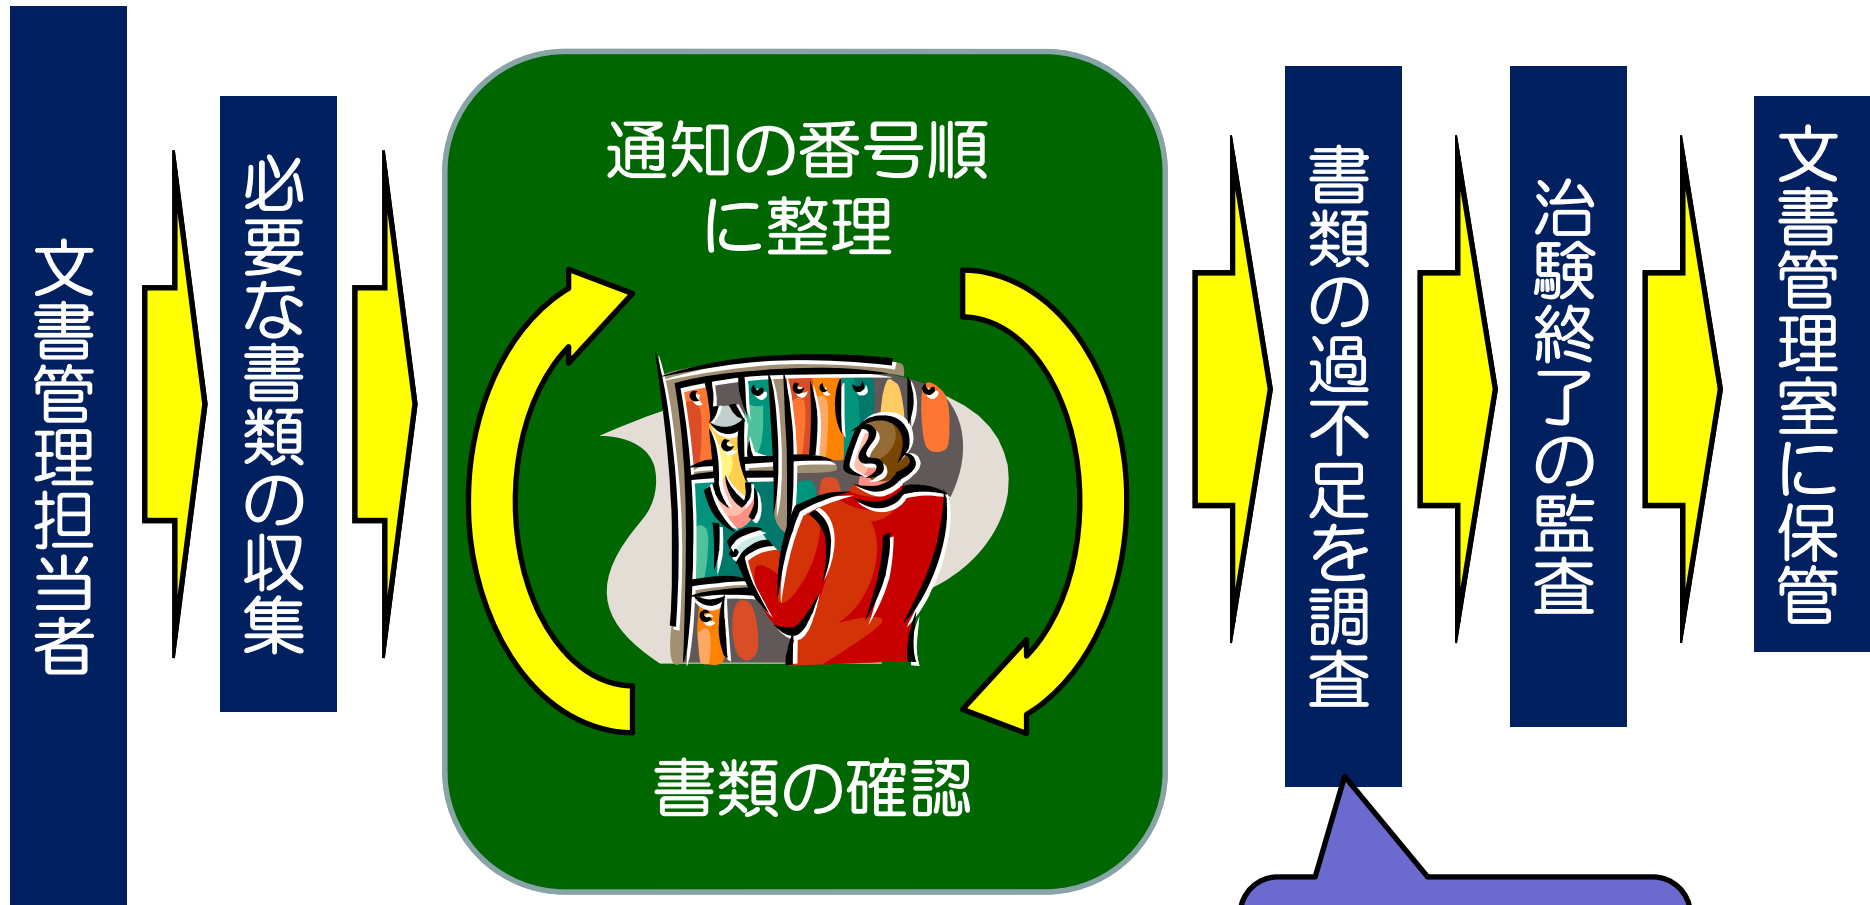 文書管理担当者
必要な書類の収集
通知の番号順
に整理
書類の確認
書類の過不足を調査
治験終了の監査
文書管理室に保管